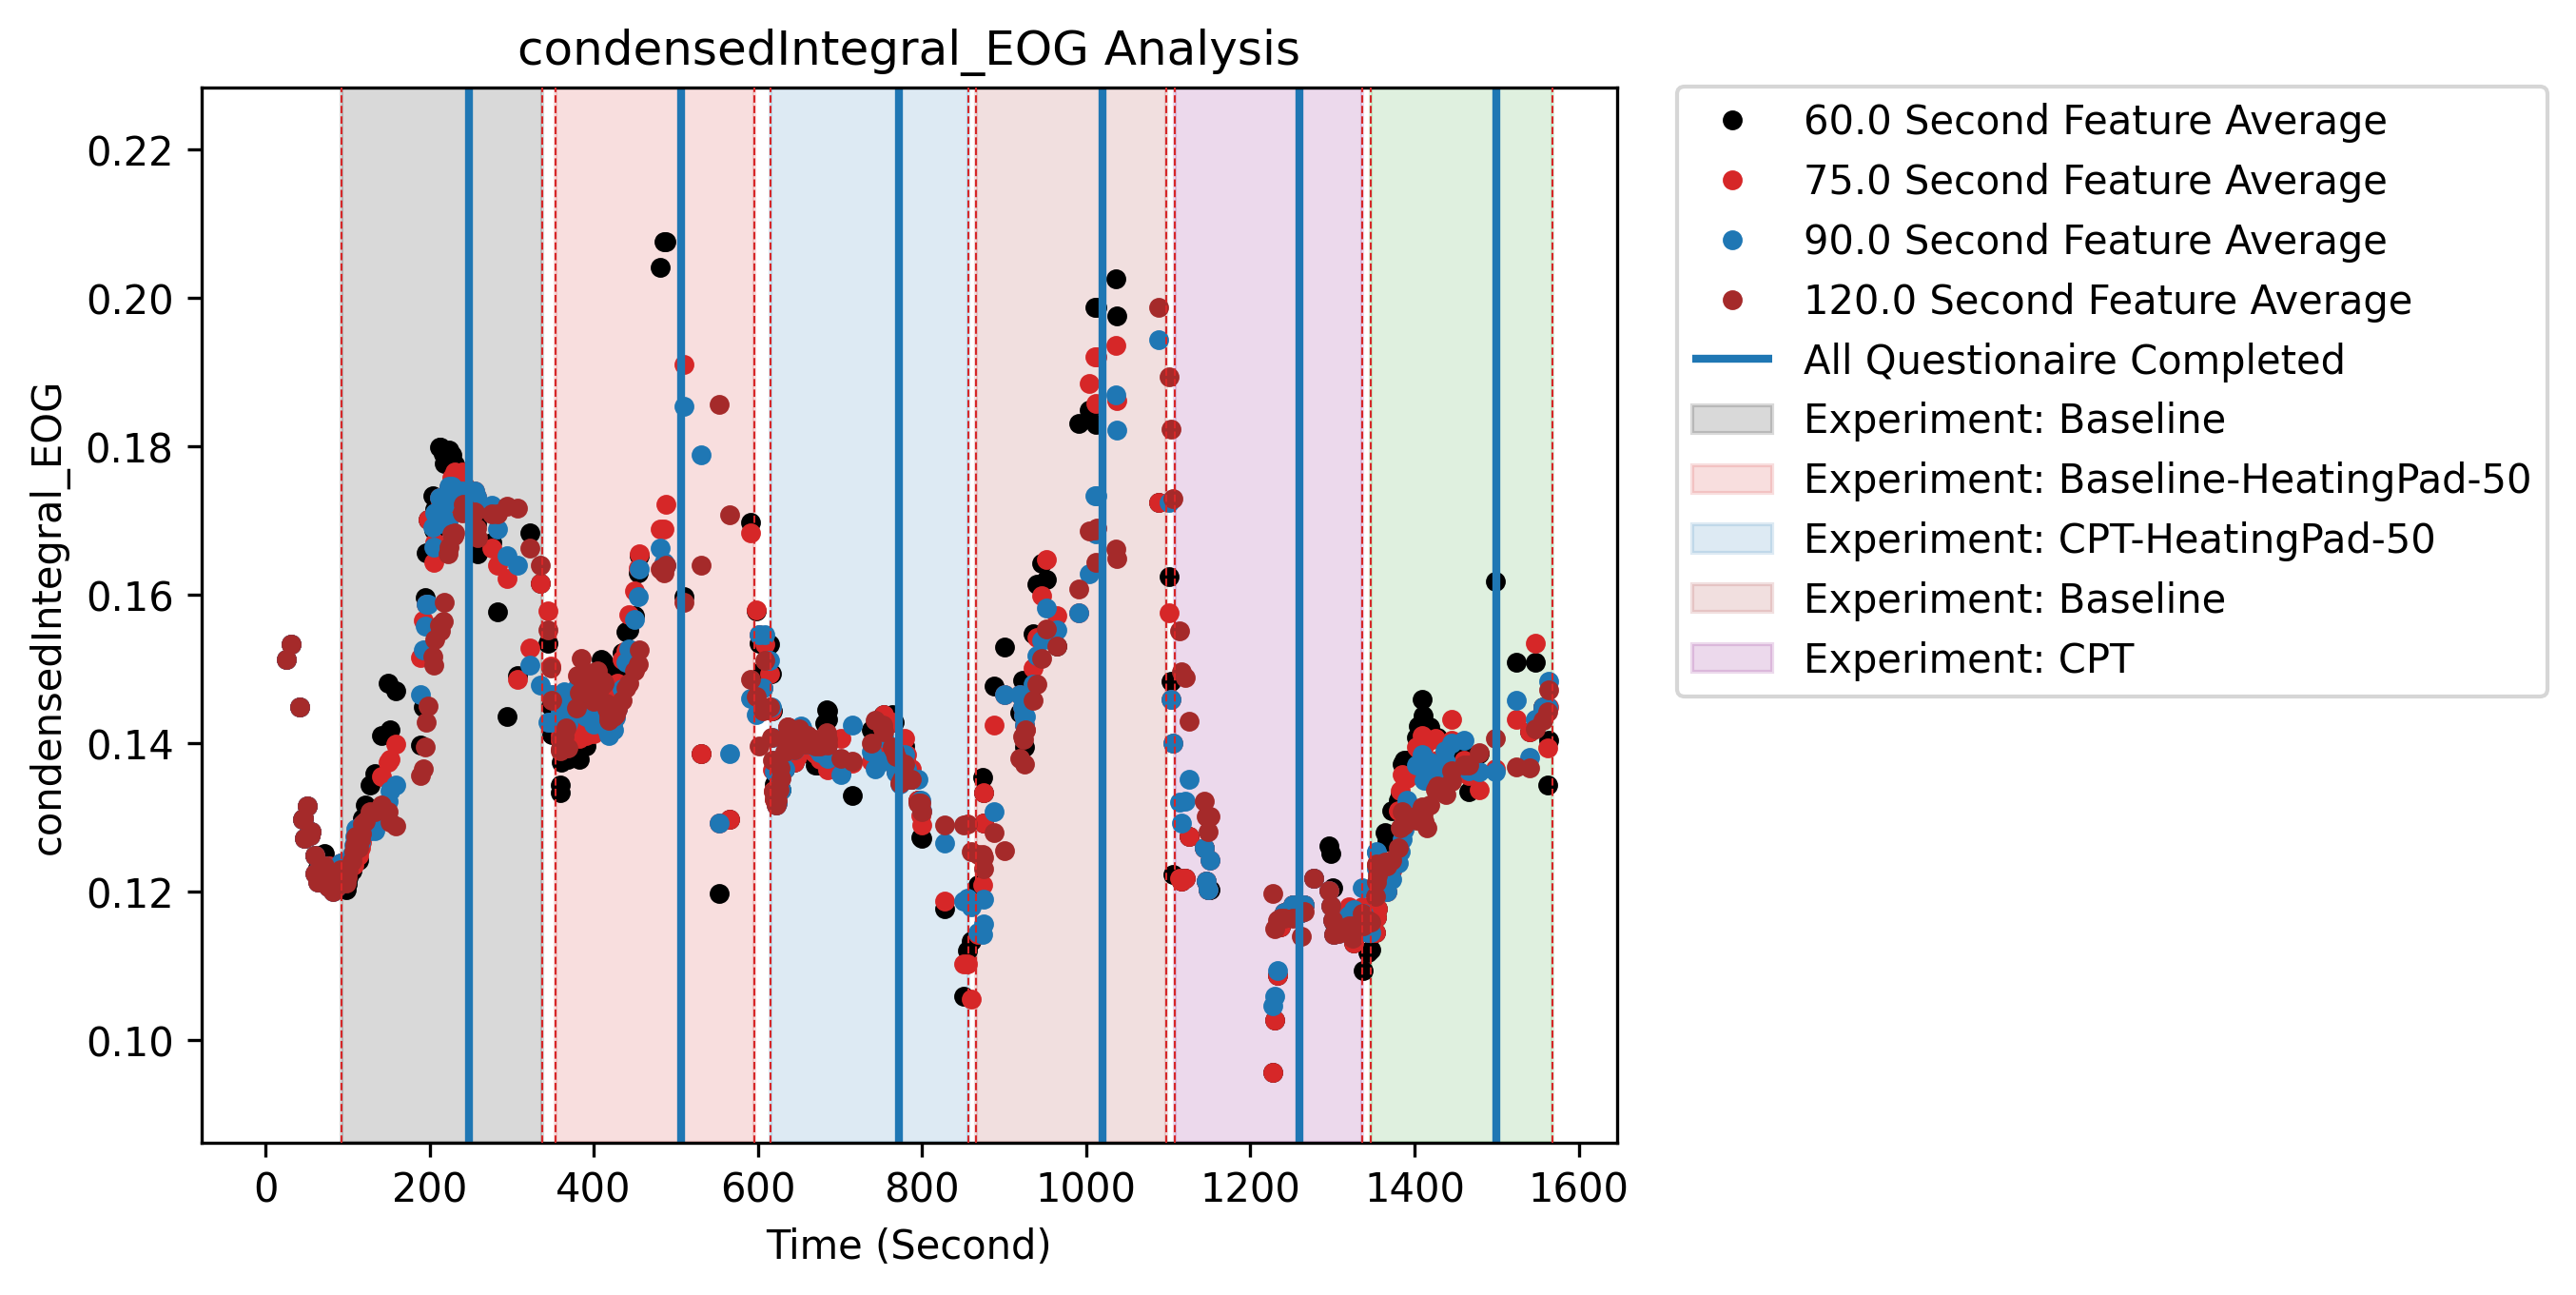 condensedIntegral_EOG Analysis
condensedIntegral_EOG
0.22
0.20
0.18
0.16
0.14
0.12
0.10
0 200 400 600 800 1000 1200 1400 1600
Time (Second)
60.0 Second Feature Average
75.0 Second Feature Average
90.0 Second Feature Average
120.0 Second Feature Average
All Questionaire Completed
Experiment: Baseline
Experiment: Baseline-HeatingPad-50
Experiment: CPT-HeatingPad-50
Experiment: Baseline
Experiment: CPT